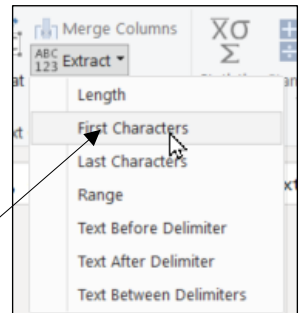 Merge Columns
ABC
123 Extract
XO
Σ
Length
First Characters
Last Characters
Range
Text Before Delimiter
Text After Delimiter
Text Between Delimiters